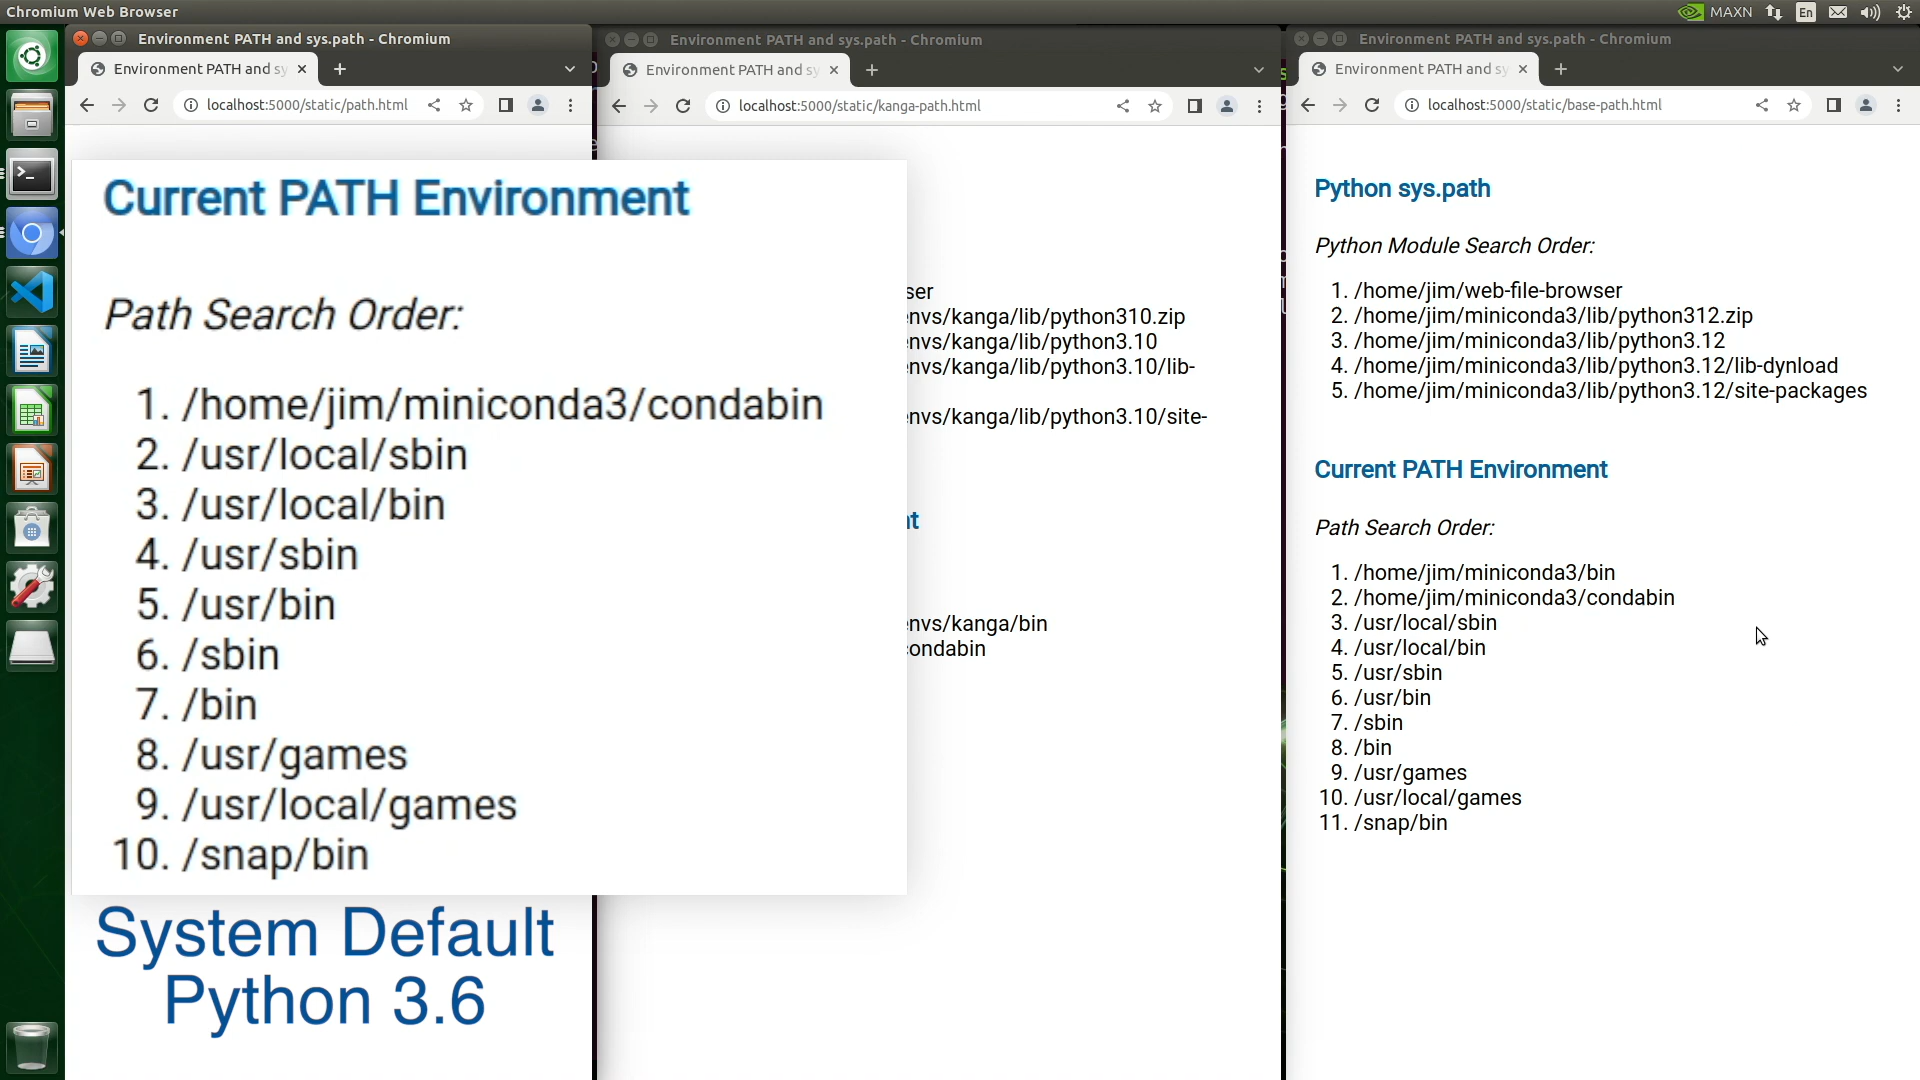 Chromium Web Browser
MAXN
En
Environment PATH and sys.path - Chromium
Environment PATH and sy
localhost:5000/static/path.html
Current PATH Environment
Path Search Order:
1. /home/jim/miniconda3/condabin
2. /usr/local/sbin
3. /usr/local/bin
4. /usr/sbin
5. /usr/bin
6. /sbin
7. /bin
8. /usr/games
9. /usr/local/games
10. /snap/bin
System Default
Python 3.6
Environment PATH and sys.path - Chromium
Environment PATH and sy
localhost:5000/static/kanga-path.html
ser
envs/kanga/lib/python310.zip
envs/kanga/lib/python3.10
envs/kanga/lib/python3.10/lib-
envs/kanga/lib/python3.10/site-
nt
envs/kanga/bin
condabin
Environment PATH and sys.path - Chromium
Environment PATH and sy
localhost:5000/static/base-path.html
Python sys.path
Python Module Search Order:
1. /home/jim/web-file-browser
2. /home/jim/miniconda3/lib/python312.zip
3. /home/jim/miniconda3/lib/python3.12
4. /home/jim/miniconda3/lib/python3.12/lib-dynload
5. /home/jim/miniconda3/lib/python3.12/site-packages
Current PATH Environment
Path Search Order:
1. /home/jim/miniconda3/bin
2. /home/jim/miniconda3/condabin
3. /usr/local/sbin
4. /usr/local/bin
5. /usr/sbin
6. /usr/bin
7. /sbin
8. /bin
9. /usr/games
10. /usr/local/games
11. /snap/bin